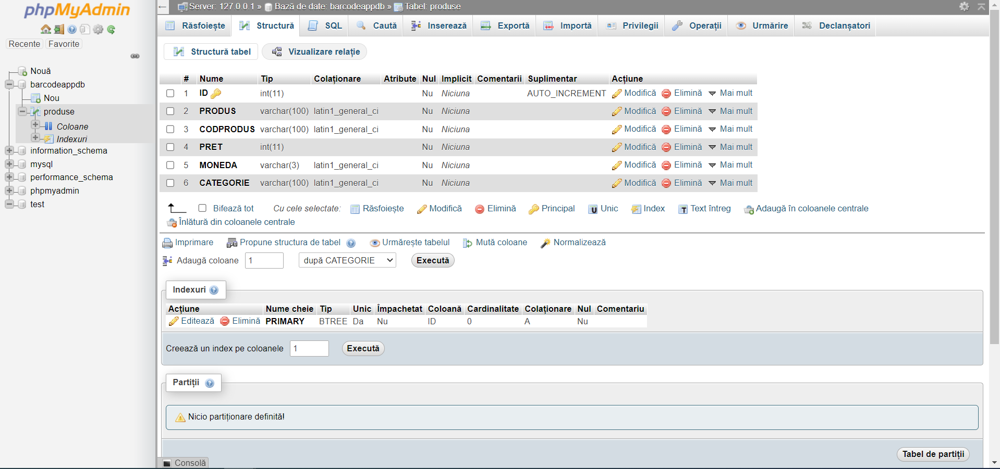 phpMyAdmin
Recente Favorite
Nouă
barcodeappdb
Nou
produse
Coloane
Indexuri
information_schema
mysql
performance_schema
phpmyadmin
test
Server: 127.0.0.1 » Bază de date: barcodeappdb » Tabel: produse
Răsfoiește Structură SQL Caută Inserează Exportă Importă Privilegii Operații Urmărire Declanșatori
Structură tabel Vizualizare relație
# Nume Tip Colaționare Atribute Nul Implicit Comentarii Suplimentar Acțiune
1 ID int(11) Nu Niciuna AUTO_INCREMENT Modifică Elimină Mai mult
2 PRODUS varchar(100) latin1_general_ci Nu Niciuna Modifică Elimină Mai mult
3 CODPRODUS varchar(100) latin1_general_ci Nu Niciuna Modifică Elimină Mai mult
4 PRET int(11) Nu Niciuna Modifică Elimină Mai mult
5 MONEDA varchar(3) latin1_general_ci Nu Niciuna Modifică Elimină Mai mult
6 CATEGORIE varchar(100) latin1_general_ci Nu Niciuna Modifică Elimină Mai mult
Bifează tot Cu cele selectate: Răsfoiește Modifică Elimină Principal Unic Index Text întreg Adaugă în coloanele centrale
Înlătură din coloanele centrale
Imprimare Propune structura de tabel Urmărește tabelul Mută coloane Normalizează
Adaugă coloane 1 după CATEGORIE Execută
Indexuri
Acțiune Nume cheie Tip Unic Împachetat Coloană Cardinalitate Colaționare Nul Comentariu
Editează Elimină PRIMARY BTREE Da Nu ID 0 A Nu
Creează un index pe coloanele 1 Execută
Partiții
Nicio partiționare definită!
Tabel de partiții
Consolă